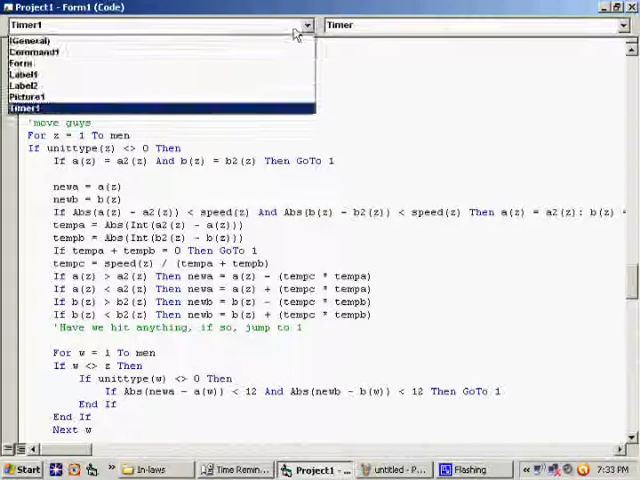 Project1 - Form1 (Code)
Timer1
Timer
(General)
Command1
Form
Label1
Label2
Picture1
Timer1
'move guys
For z = 1 To men
If unittype(z) <> 0 Then
If a(z) = a2(z) And b(z) = b2(z) Then GoTo 1
newa = a(z)
newb = b(z)
If Abs(a(z) - a2(z)) < speed(z) And Abs(b(z) - b2(z)) < speed(z) Then a(z) = a2(z): b(z) =
tempa = Abs(Int(a2(z) - a(z)))
tempb = Abs(Int(b2(z) - b(z)))
If tempa + tempb = 0 Then GoTo 1
tempc = speed(z) / (tempa + tempb)
If a(z) > a2(z) Then newa = a(z) - (tempc * tempa)
If a(z) < a2(z) Then newa = a(z) + (tempc * tempa)
If b(z) > b2(z) Then newb = b(z) - (tempc * tempb)
If b(z) < b2(z) Then newb = b(z) + (tempc * tempb)
'Have we hit anything, if so, jump to 1
For w = 1 To men
If w <> z Then
If unittype(w) <> 0 Then
If Abs(newa - a(w)) < 12 And Abs(newb - b(w)) < 12 Then GoTo 1
End If
End If
Next w
Start
»
In-laws
Time Remin...
Project1 - ...
untitled - P...
Flashing
«
7:33 PM